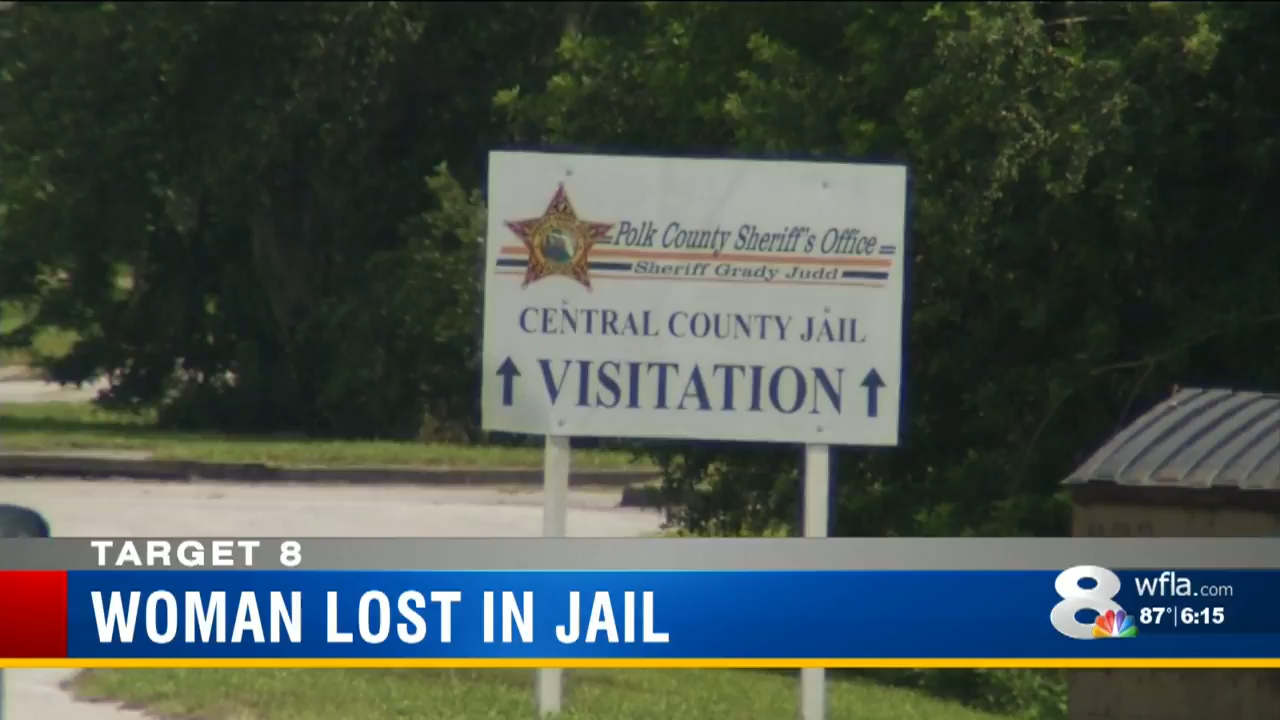 Polk County Sheriff's Office
Sheriff Grady Judd
CENTRAL COUNTY JAIL
↑ VISITATION ↑
TARGET 8
WOMAN LOST IN JAIL
8 wfla.com
87° | 6:15